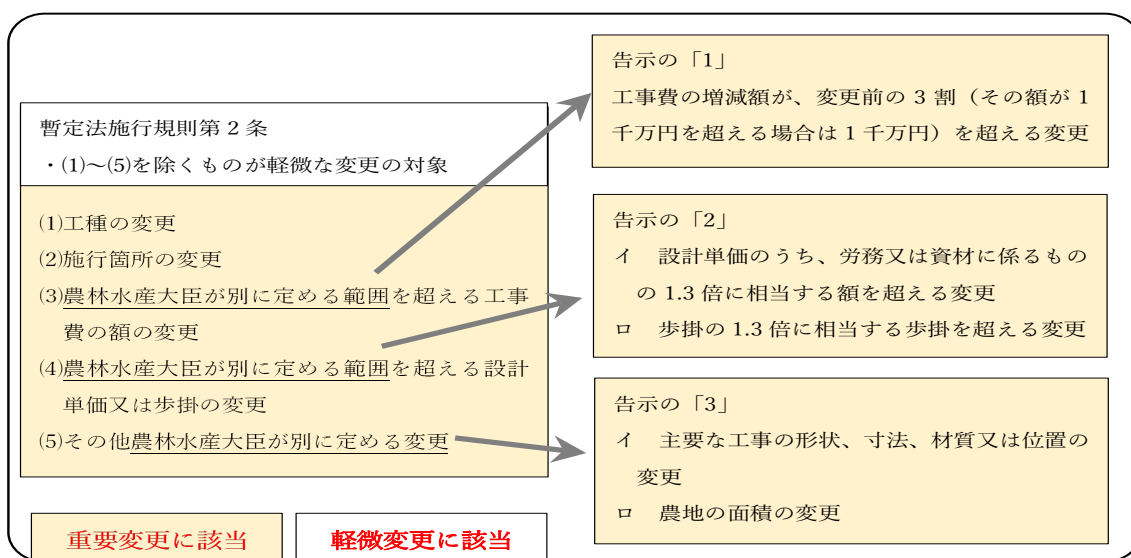 暫定法施行規則第 2 条
・(1)～(5)を除くものが軽微な変更の対象
⑴工種の変更
⑵施行箇所の変更
⑶農林水産大臣が別に定める範囲を超える工事
費の額の変更
⑷農林水産大臣が別に定める範囲を超える設計
単価又は歩掛の変更
⑸その他農林水産大臣が別に定める変更
重要変更に該当
軽微変更に該当
告示の「1」
工事費の増減額が、変更前の 3 割（その額が 1
千万円を超える場合は 1 千万円）を超える変更
告示の「2」
イ　設計単価のうち、労務又は資材に係るもの
の 1.3 倍に相当する額を超える変更
ロ　歩掛の 1.3 倍に相当する歩掛を超える変更
告示の「3」
イ　主要な工事の形状、寸法、材質又は位置の
変更
ロ　農地の面積の変更